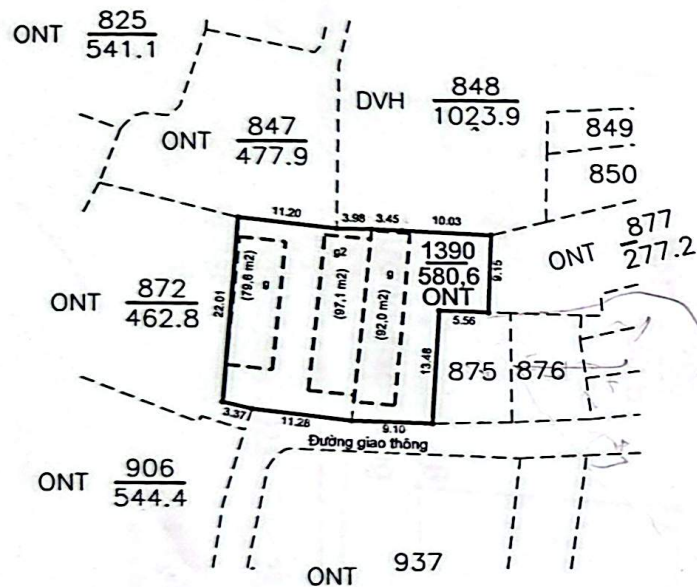 ONT 825
541.1
DVH 848
1023.9
ONT 847
477.9
849
850
11.20
3.98
3.45
10.03
ONT 877
277.2
1390
580,6
ONT
9.15
g2
g
g
(79,6 m2)
(97,1 m2)
(92,0 m2)
ONT 872
462.8
22.01
5.56
13.48
875
876
3.37
11.28
9.10
Đường giao thông
ONT 906
544.4
937
ONT